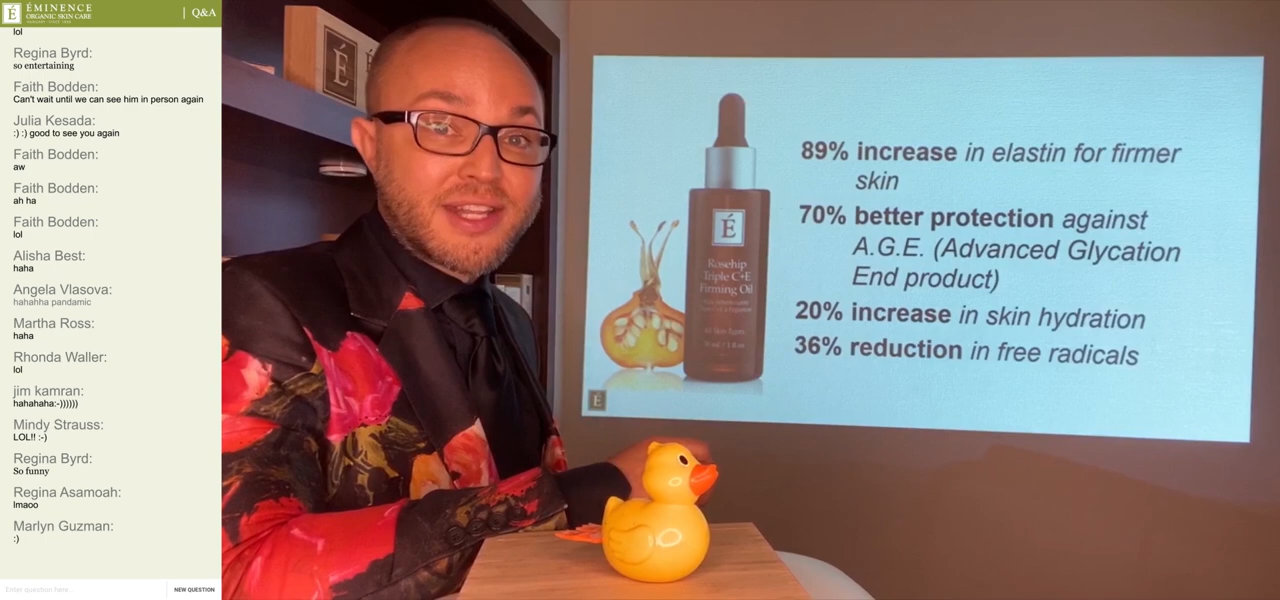 ÉMINENCE
ORGANIC SKIN CARE
Q&A
lol
Regina Byrd:
so entertaining
Faith Bodden:
Can't wait until we can see him in person again
Julia Kesada:
:) :) good to see you again
Faith Bodden:
aw
Faith Bodden:
ah ha
Faith Bodden:
lol
Alisha Best:
haha
Angela Vlasova:
hahahha pandamic
Martha Ross:
haha
Rhonda Waller:
lol
jim kamran:
hahahaha:-))))))
Mindy Strauss:
LOL!! :-)
Regina Byrd:
So funny
Regina Asamoah:
lmaoo
Marlyn Guzman:
:)
Enter question here...
NEW QUESTION
É
89% increase in elastin for firmer
skin
70% better protection against
A.G.E. (Advanced Glycation
End product)
20% increase in skin hydration
36% reduction in free radicals
É
Rosehip
Triple C+E
Firming Oil
All Skin Types
É